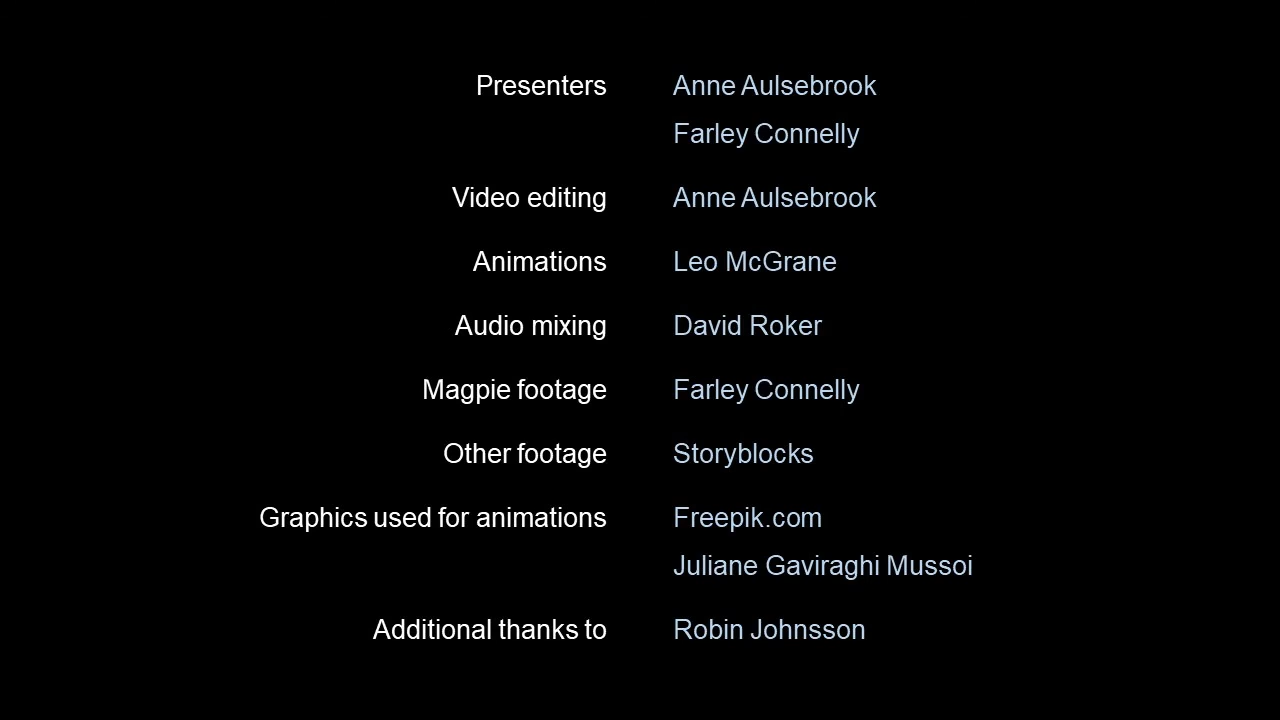 Presenters Anne Aulsebrook
Farley Connelly
Video editing Anne Aulsebrook
Animations Leo McGrane
Audio mixing David Roker
Magpie footage Farley Connelly
Other footage Storyblocks
Graphics used for animations Freepik.com
Juliane Gaviraghi Mussoi
Additional thanks to Robin Johnsson